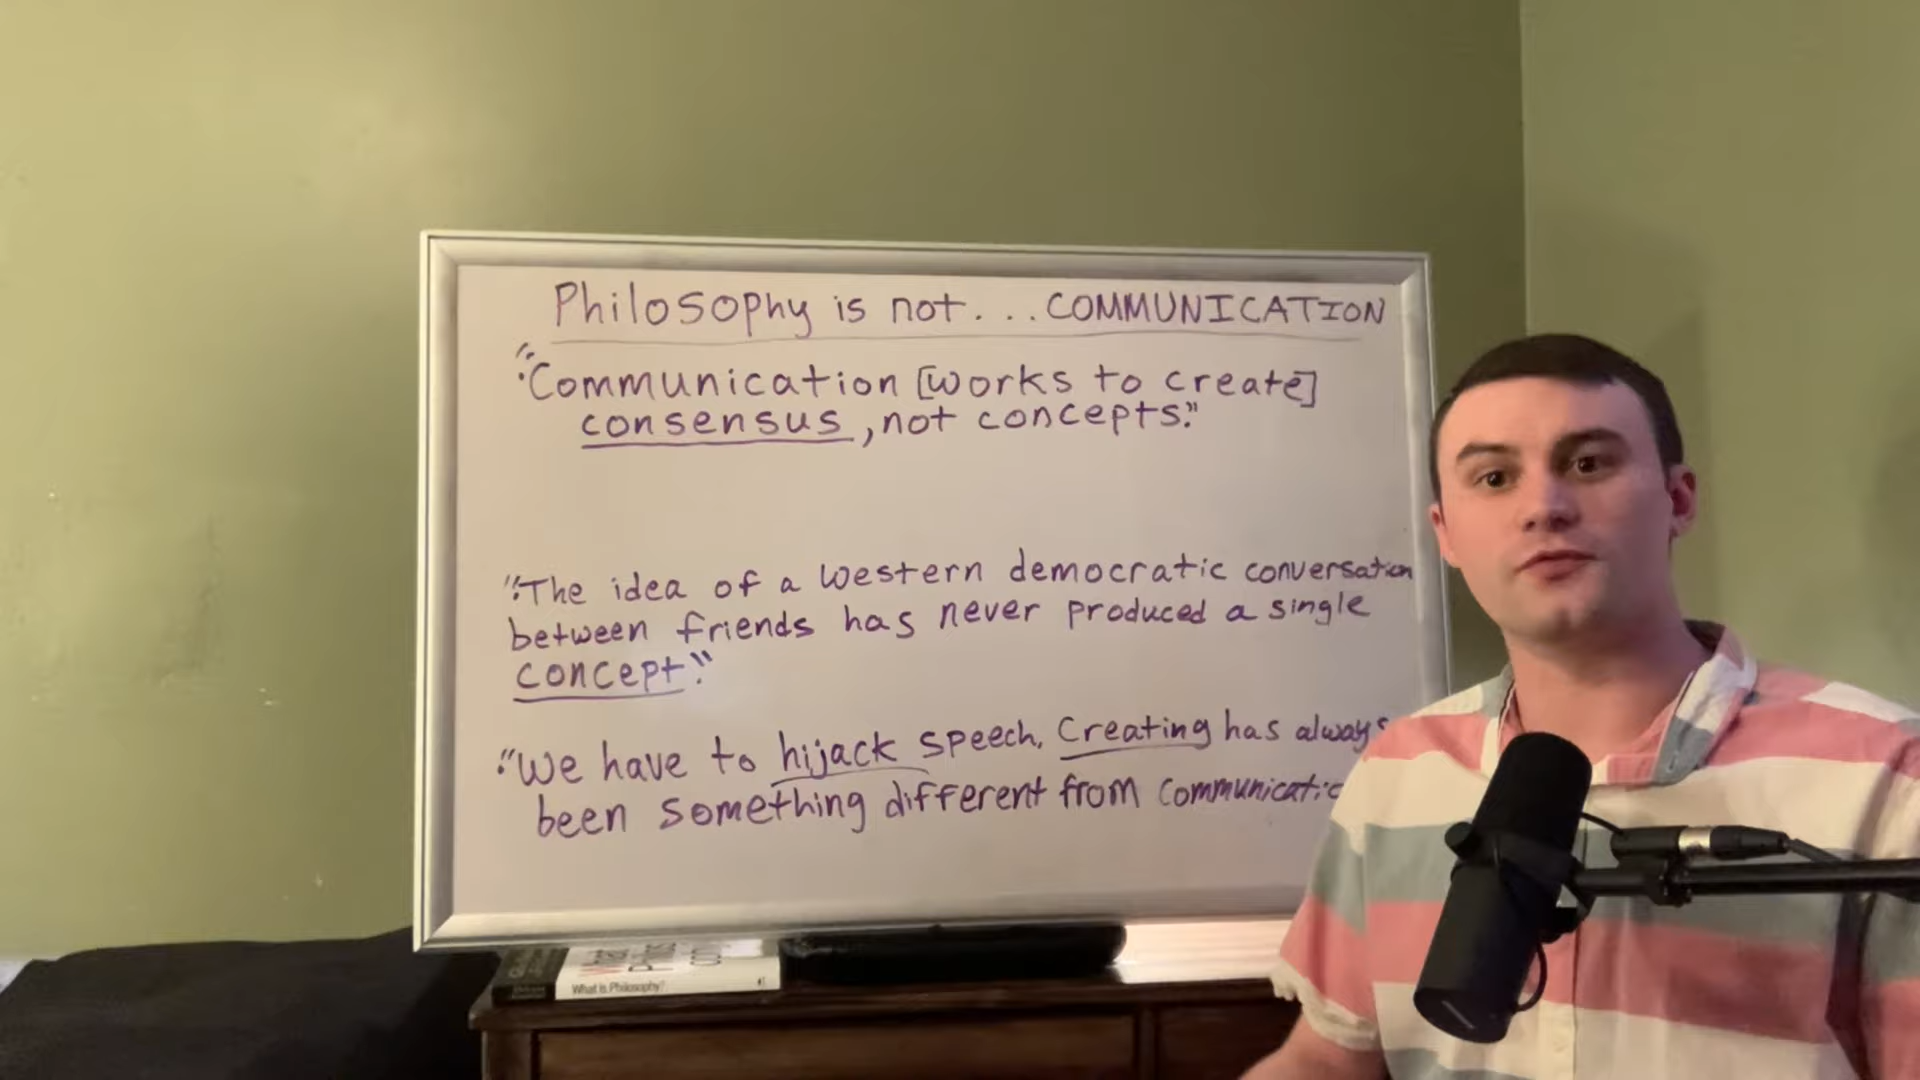 Philosophy is not...COMMUNICATION
"Communication [works to create]
consensus, not concepts."
"The idea of a western democratic conversation
between friends has never produced a single
concept."
"We have to hijack speech. Creating has always
been something different from communicatio
What is Philosophy?